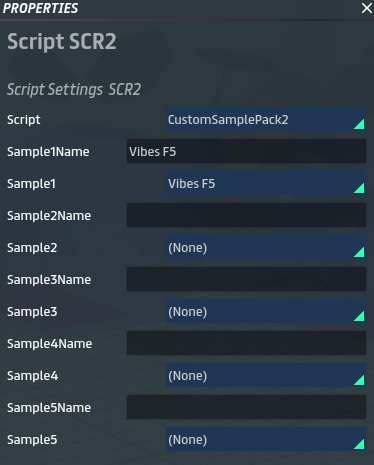 PROPERTIES
Script SCR2
Script Settings SCR2
Script CustomSamplePack2
Sample1Name Vibes F5
Sample1 Vibes F5
Sample2Name
Sample2 (None)
Sample3Name
Sample3 (None)
Sample4Name
Sample4 (None)
Sample5Name
Sample5 (None)